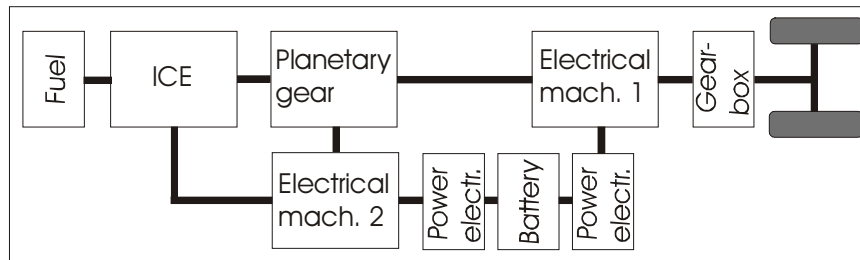 Fuel
ICE
Planetary
gear
Electrical
mach. 1
Gear-
box
Electrical
mach. 2
Power
electr.
Battery
Power
electr.